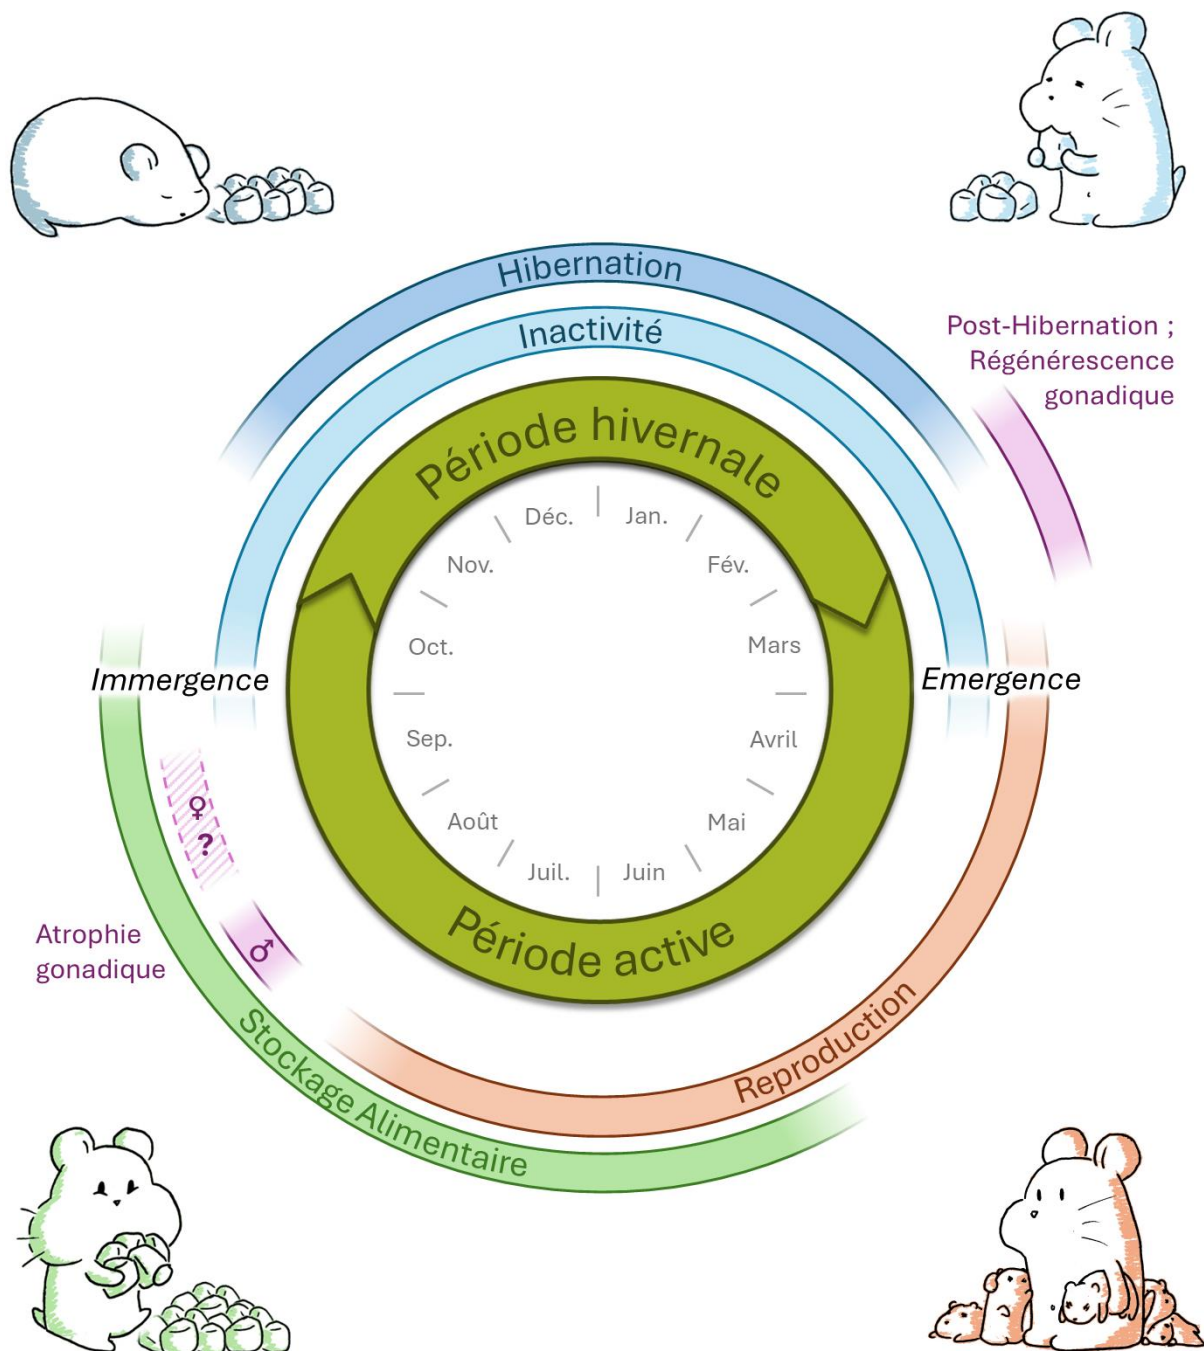 Hibernation
Inactivité
Période hivernale
Post-Hibernation ;
Régénérescence
gonadique
Déc.
Jan.
Nov.
Fév.
Oct.
Mars
Immergence
Emergence
Sep.
Avril
Août
Mai
Juil.
Juin
♀
?
♂
Atrophie
gonadique
Période active
Reproduction
Stockage Alimentaire